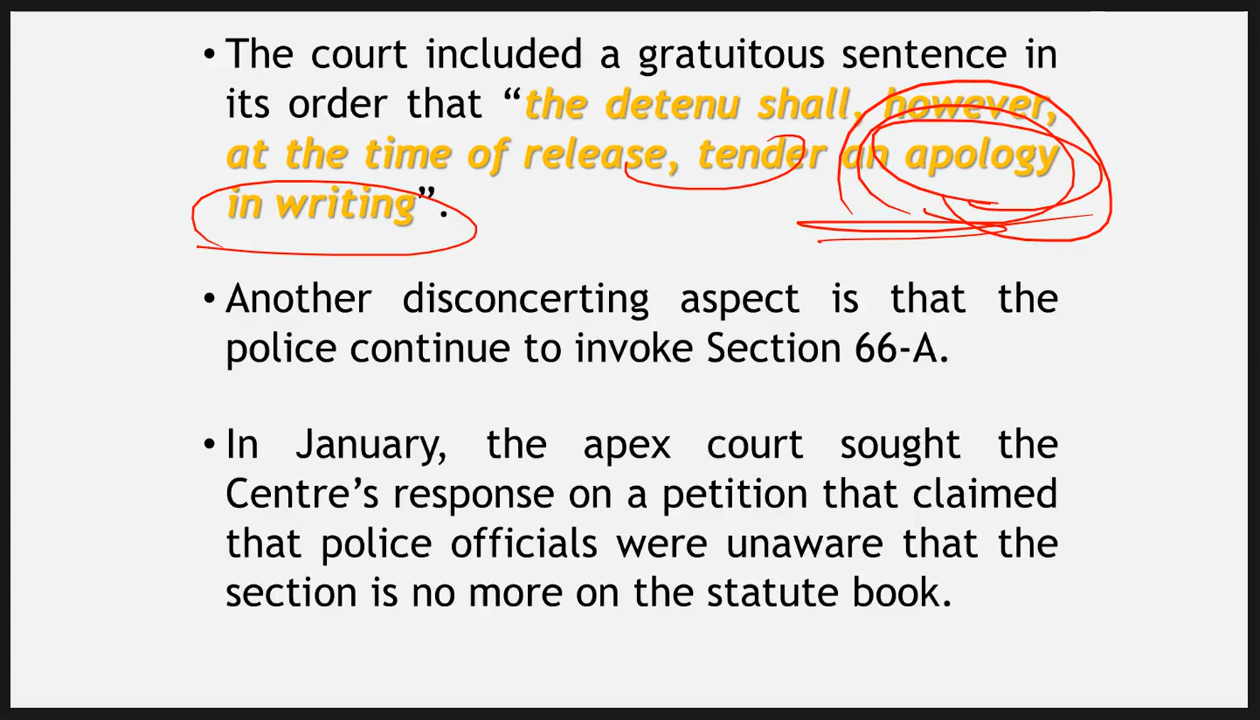 • The court included a gratuitous sentence in
its order that “the detenu shall, however,
at the time of release, tender an apology
in writing”.
• Another disconcerting aspect is that the
police continue to invoke Section 66-A.
• In January, the apex court sought the
Centre’s response on a petition that claimed
that police officials were unaware that the
section is no more on the statute book.